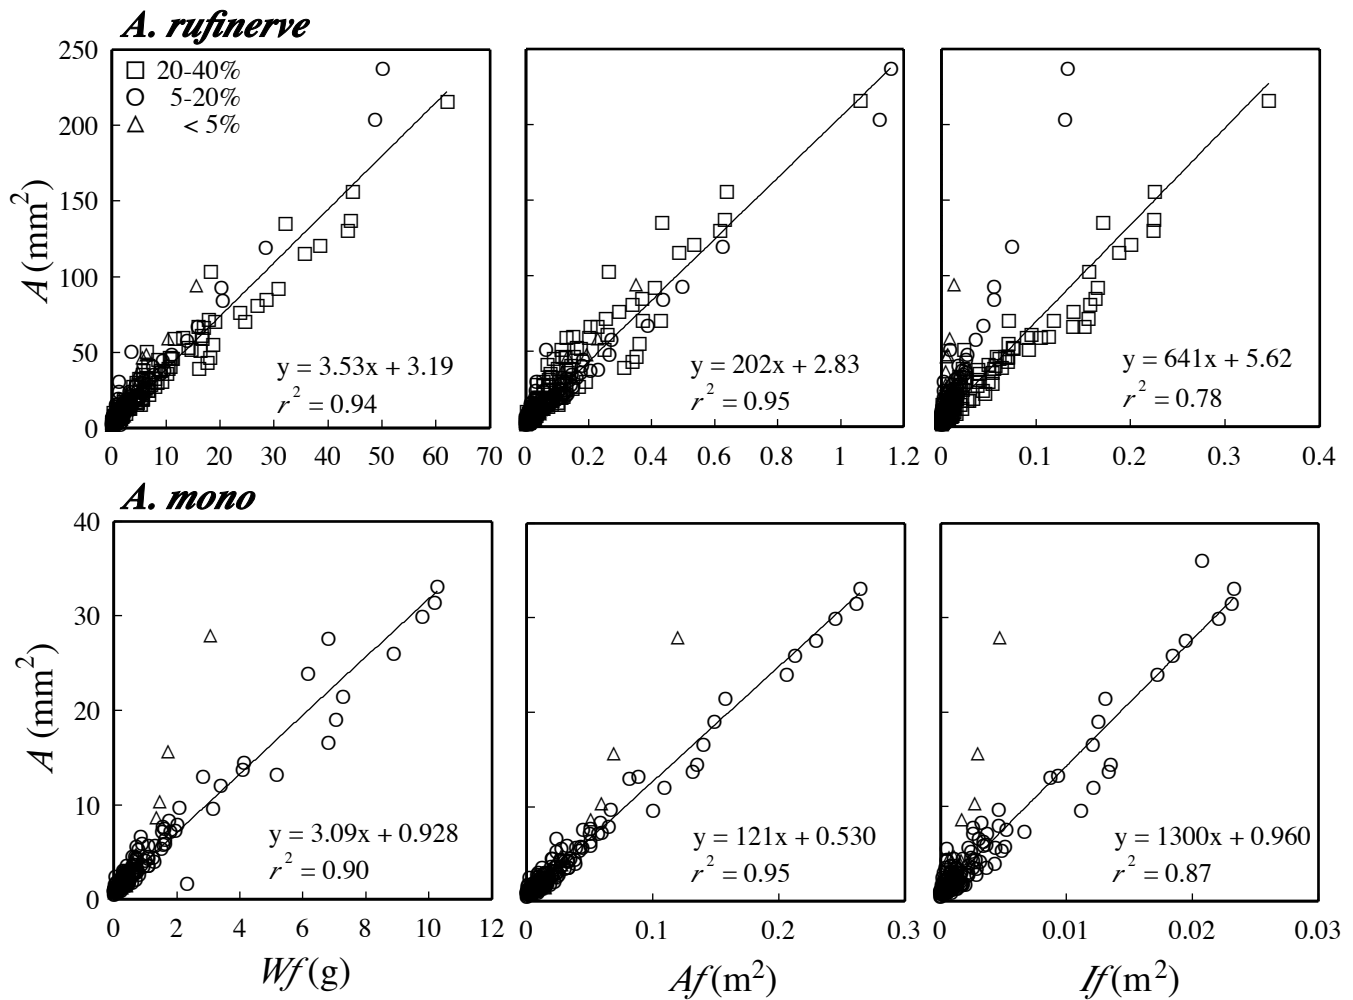 A. rufinerve
250
200
150
100
50
0
A (mm²)
20-40%
5-20%
< 5%
y = 3.53x + 3.19
r² = 0.94
0 10 20 30 40 50 60 70
y = 202x + 2.83
r² = 0.95
0 0.2 0.4 0.6 0.8 1 1.2
y = 641x + 5.62
r² = 0.78
0 0.1 0.2 0.3 0.4
A. mono
40
30
20
10
0
A (mm²)
y = 3.09x + 0.928
r² = 0.90
0 2 4 6 8 10 12
Wf (g)
y = 121x + 0.530
r² = 0.95
0 0.1 0.2 0.3
Af (m²)
y = 1300x + 0.960
r² = 0.87
0 0.01 0.02 0.03
If (m²)